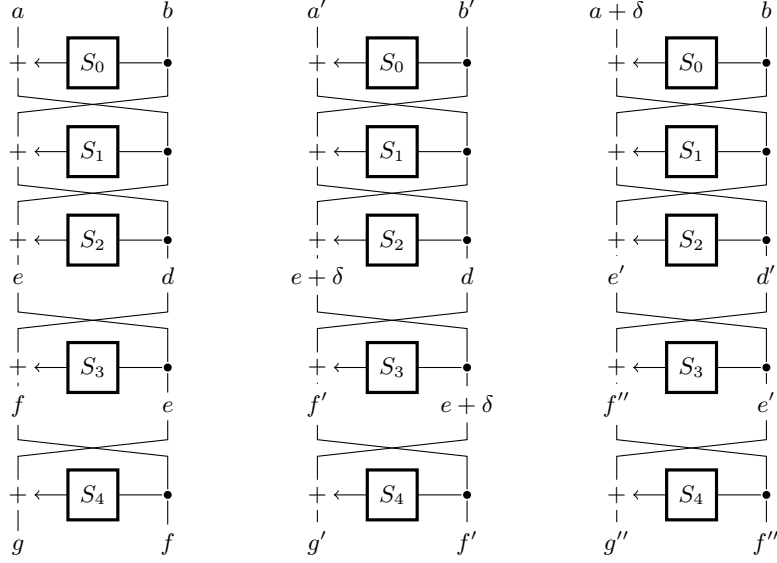 a b a′ b′ a + δ b
+ S₀ + S₀ + S₀
+ S₁ + S₁ + S₁
+ S₂ + S₂ + S₂
e d e + δ d e′ d′
+ S₃ + S₃ + S₃
f e f′ e + δ f′′ e′
+ S₄ + S₄ + S₄
g f g′ f′ g′′ f′′